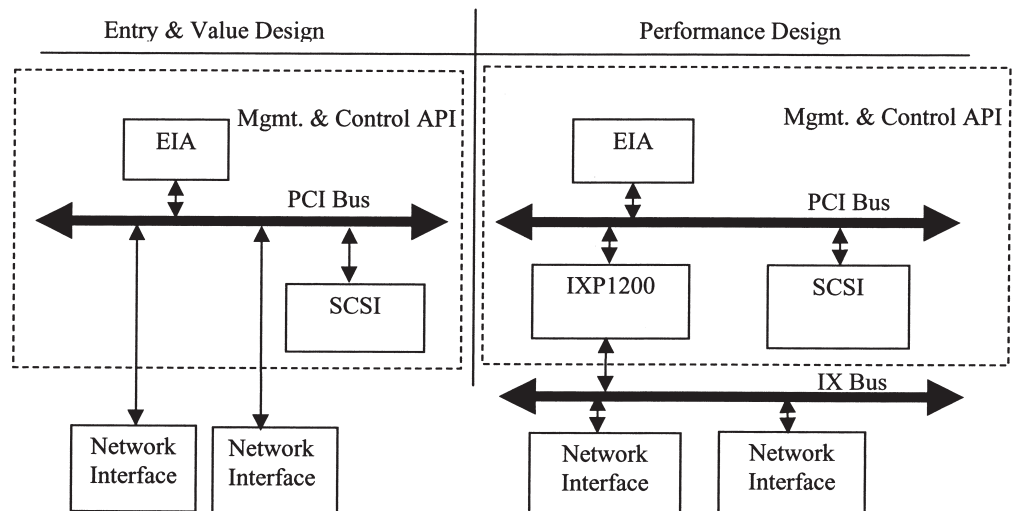 Entry & Value Design
Performance Design
Mgmt. & Control API
EIA
PCI Bus
SCSI
Network
Interface
Network
Interface
Mgmt. & Control API
EIA
PCI Bus
IXP1200
SCSI
IX Bus
Network
Interface
Network
Interface